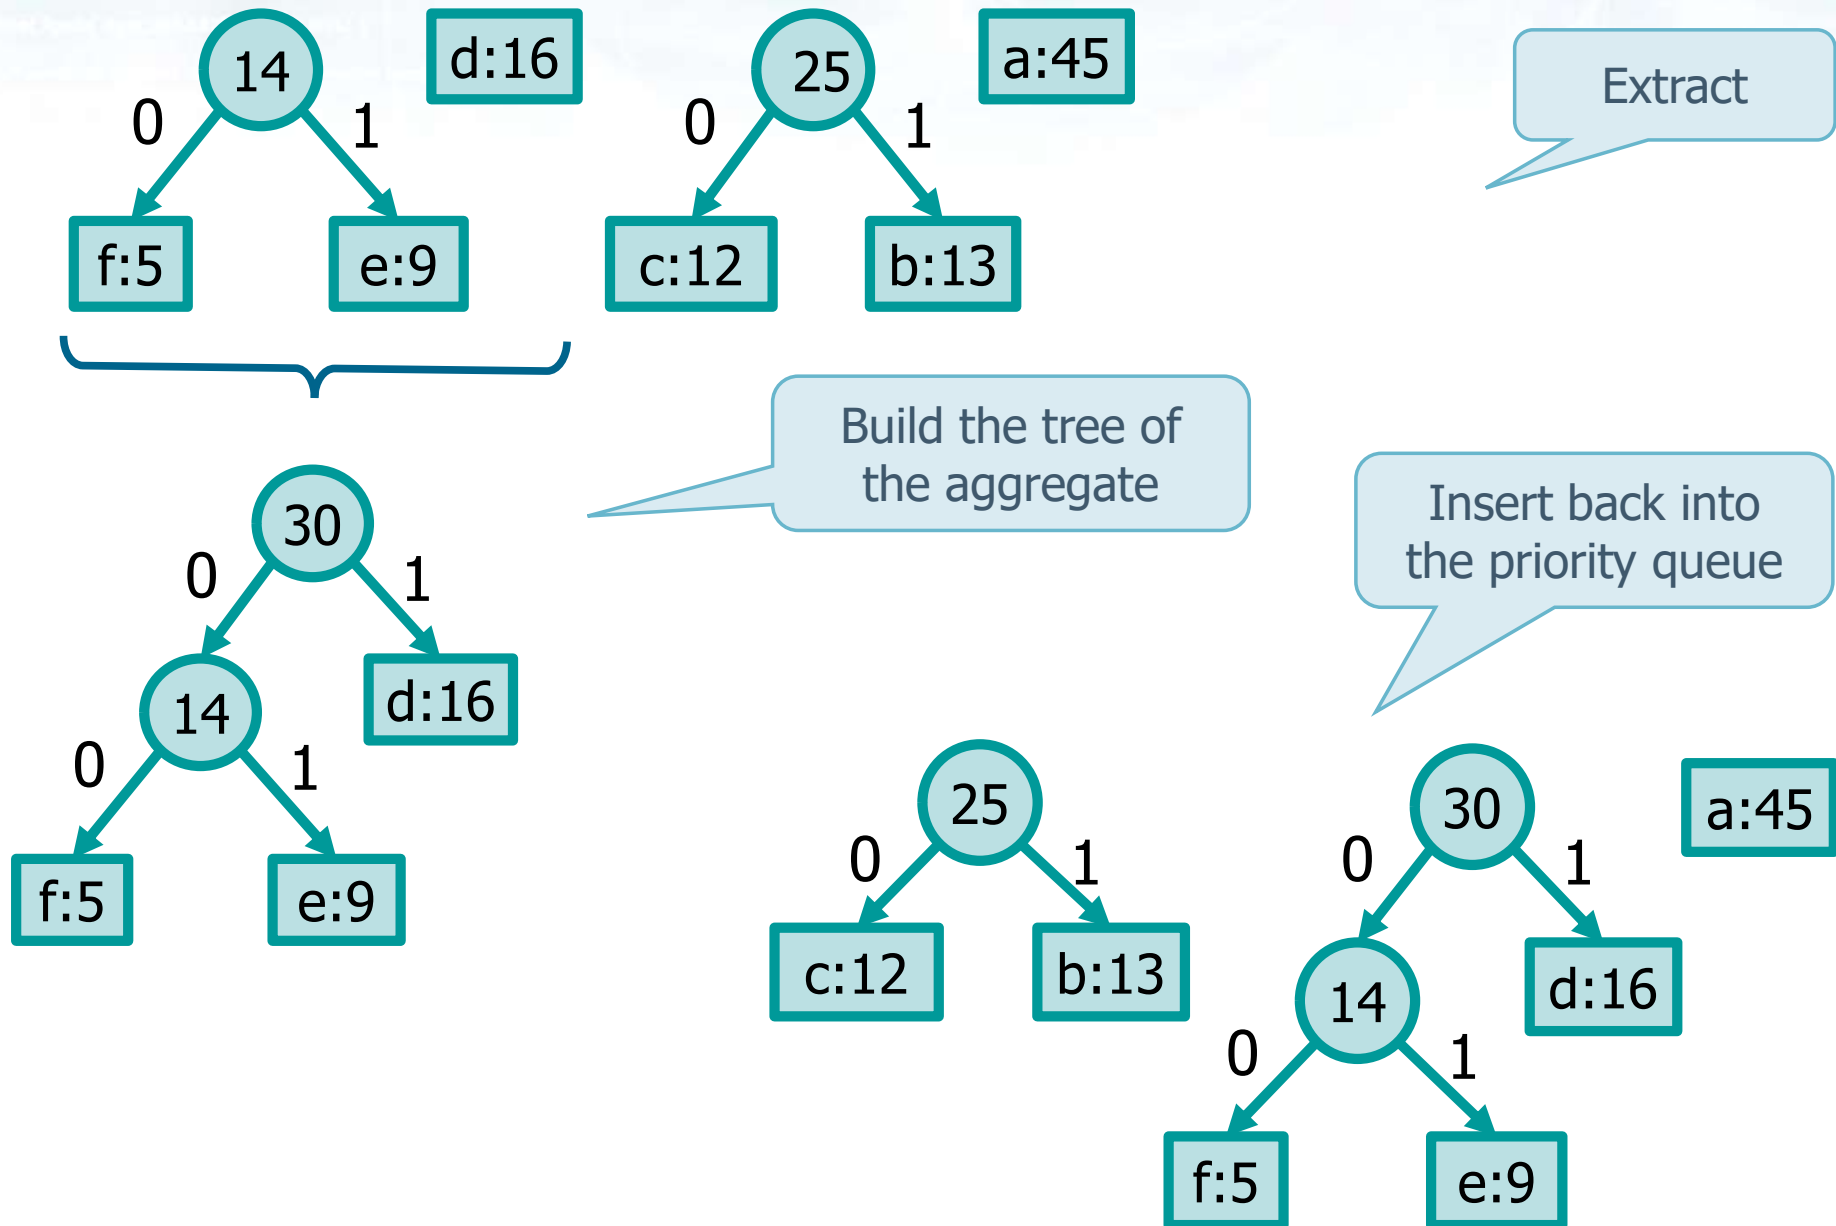 14
d:16
25
a:45
Extract
0
1
0
1
f:5
e:9
c:12
b:13
Build the tree of
the aggregate
Insert back into
the priority queue
30
0
1
14
d:16
0
1
f:5
e:9
25
30
a:45
0
1
0
1
c:12
b:13
14
d:16
0
1
f:5
e:9